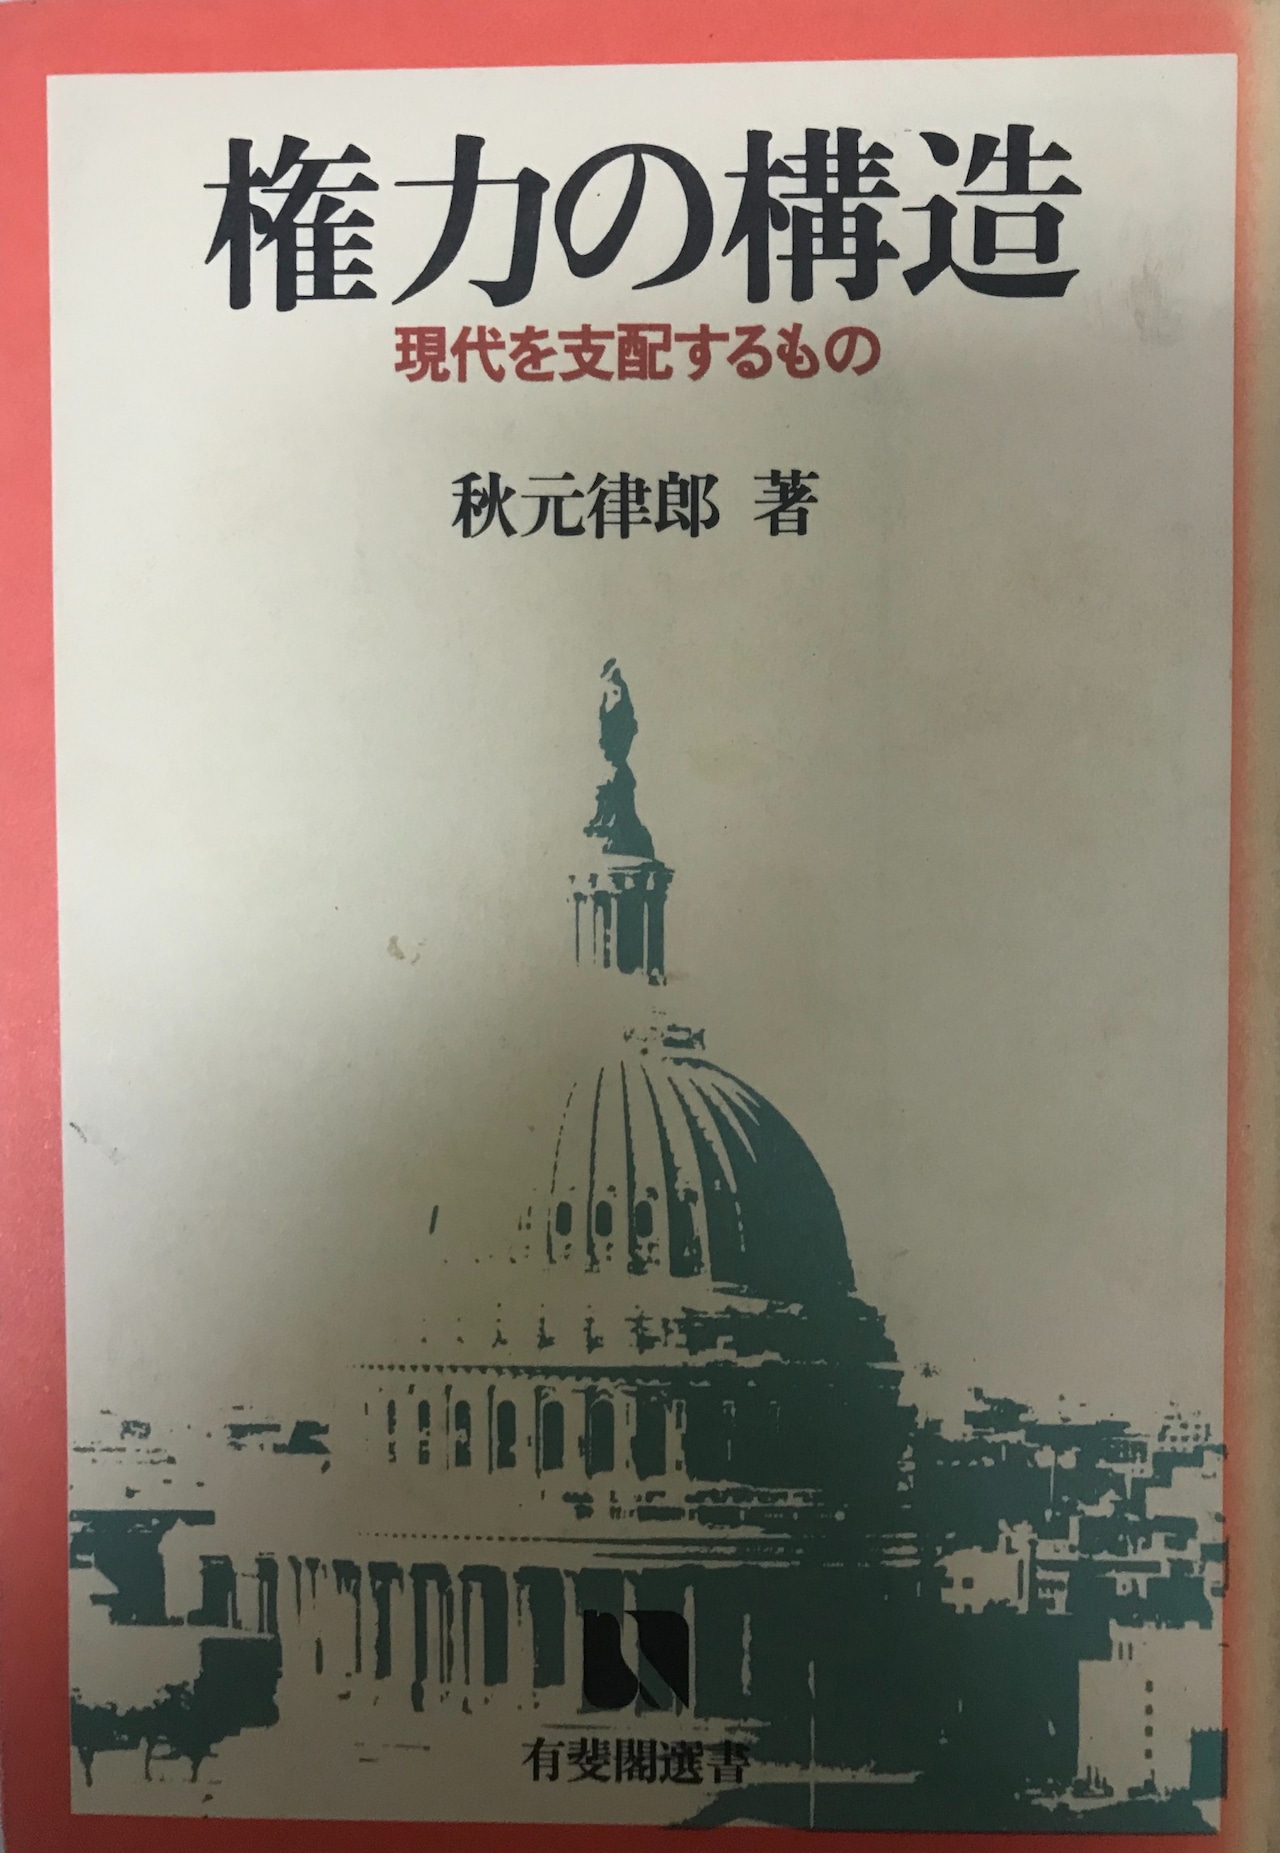 権力の構造
現代を支配するもの
秋元律郎 著
有斐閣選書